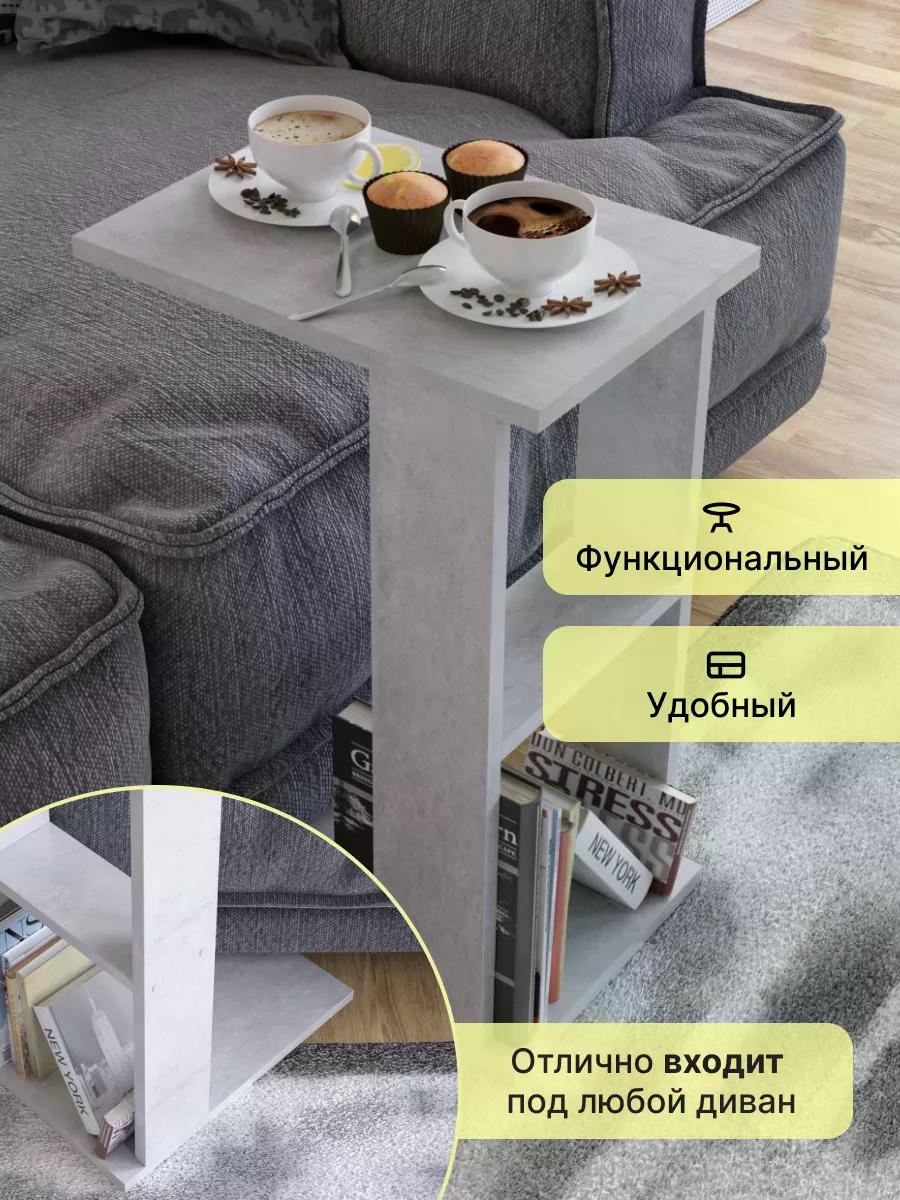 Функциональный
Удобный
DON COLBERT, MD
STRESS
NEW YORK
Отлично входит
под любой диван
NEW YORK